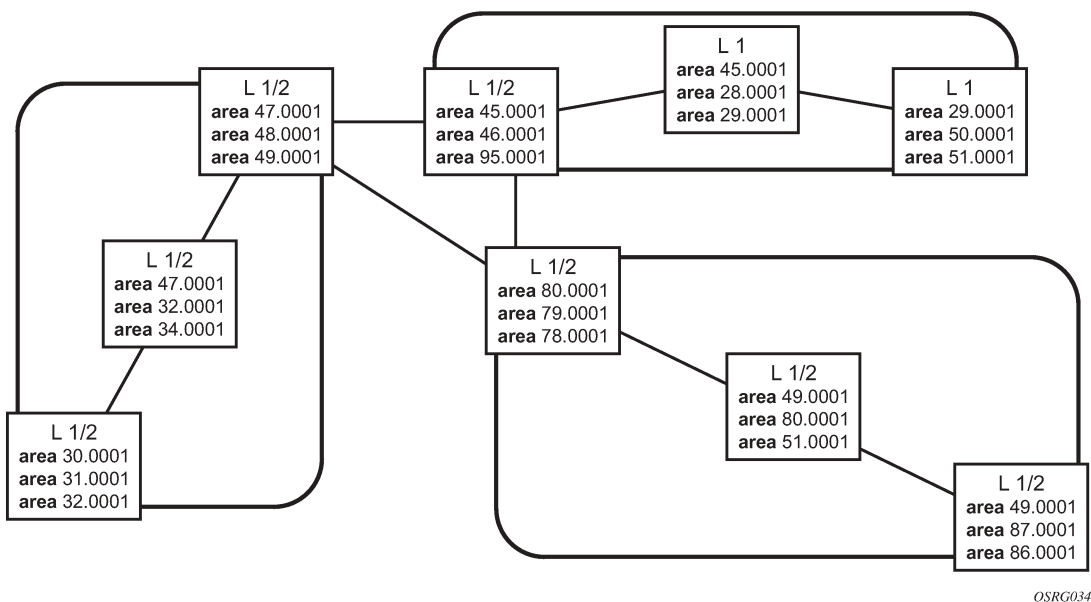 L 1
area 45.0001
area 28.0001
area 29.0001
L 1/2
area 47.0001
area 48.0001
area 49.0001
L 1/2
area 45.0001
area 46.0001
area 95.0001
L 1
area 29.0001
area 50.0001
area 51.0001
L 1/2
area 47.0001
area 32.0001
area 34.0001
L 1/2
area 80.0001
area 79.0001
area 78.0001
L 1/2
area 49.0001
area 80.0001
area 51.0001
L 1/2
area 30.0001
area 31.0001
area 32.0001
L 1/2
area 49.0001
area 87.0001
area 86.0001
OSRG034